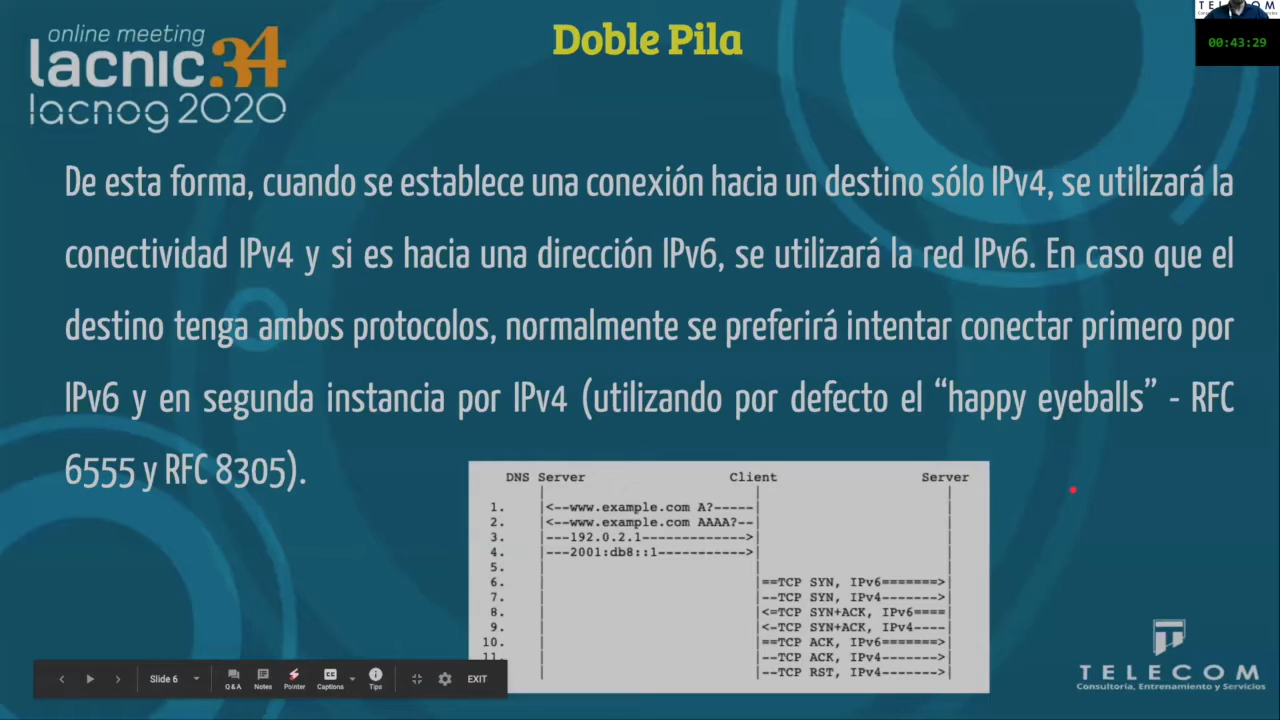 online meeting
lacnic.34
lacnog 2020
Doble Pila
TELECOM
00:43:29
De esta forma, cuando se establece una conexión hacia un destino sólo IPv4, se utilizará la
conectividad IPv4 y si es hacia una dirección IPv6, se utilizará la red IPv6. En caso que el
destino tenga ambos protocolos, normalmente se preferirá intentar conectar primero por
IPv6 y en segunda instancia por IPv4 (utilizando por defecto el “happy eyeballs” - RFC
6555 y RFC 8305).
DNS Server Client Server
1. <--www.example.com A?-----
2. <--www.example.com AAAA?--
3. ---192.0.2.1------------>
4. ---2001:db8::1----------->
5.
6. ==TCP SYN, IPv6=======>
7. --TCP SYN, IPv4------->
8. <=TCP SYN+ACK, IPv6====
9. <-TCP SYN+ACK, IPv4----
10. ==TCP ACK, IPv6=======>
11. --TCP ACK, IPv4------->
--TCP RST, IPv4------->
Slide 6
Q&A
Notes
Pointer
Captions
Tips
EXIT
TELECOM
Consultoría, Entrenamiento y Servicios